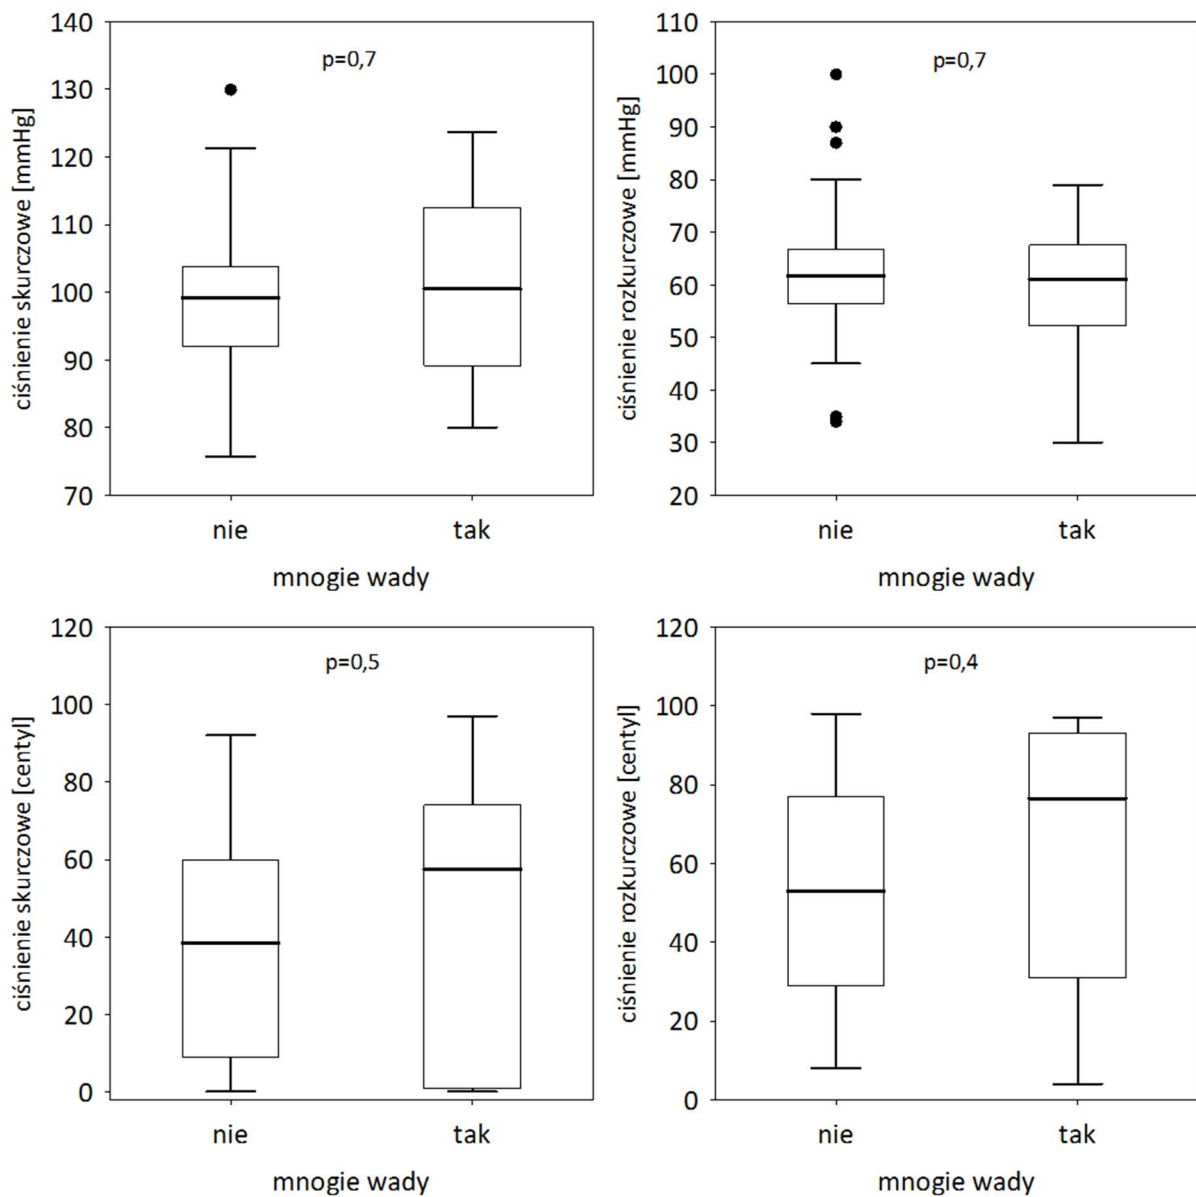 ciśnienie skurczowe [mmHg]
140
130
120
110
100
90
80
70
p=0,7
nie
tak
mnogie wady
ciśnienie rozkurczowe [mmHg]
110
100
90
80
70
60
50
40
30
20
p=0,7
nie
tak
mnogie wady
ciśnienie skurczowe [centyl]
120
100
80
60
40
20
0
p=0,5
nie
tak
mnogie wady
ciśnienie rozkurczowe [centyl]
120
100
80
60
40
20
0
p=0,4
nie
tak
mnogie wady